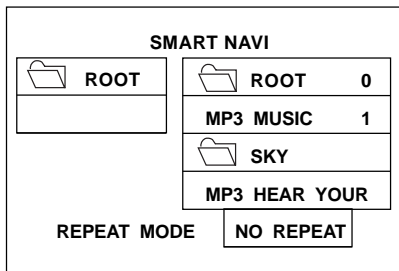 SMART NAVI
ROOT
ROOT 0
MP3 MUSIC 1
SKY
MP3 HEAR YOUR
REPEAT MODE NO REPEAT